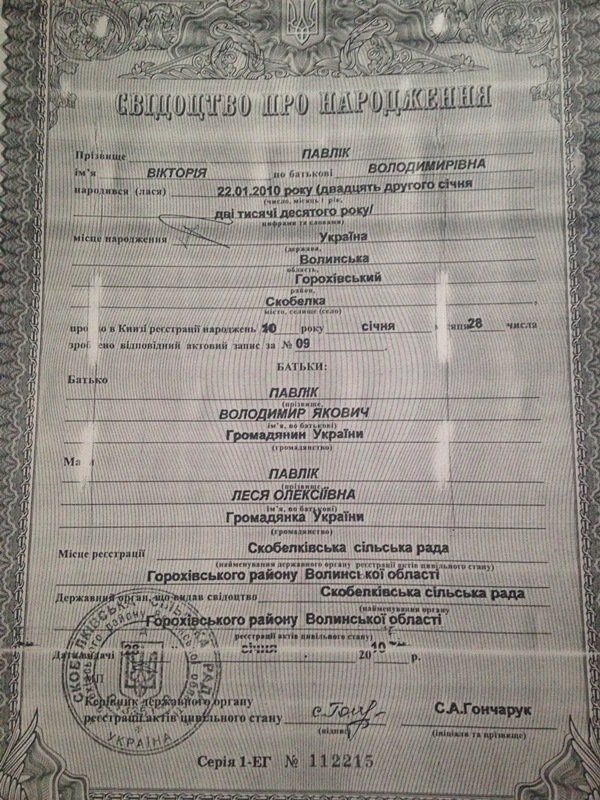 СВІДОЦТВО ПРО НАРОДЖЕННЯ
Прізвище ПАВЛІК
ім'я ВІКТОРІЯ по батькові ВОЛОДИМИРІВНА
народився (лася) 22.01.2010 року (двадцять другого січня
(число, місяць і рік,
дві тисячі десятого року/
цифрами та словами)
місце народження Україна
(держава,
Волинська
область,
Горохівський
район,
Скобелка ,
місто, селище (село)
про в Книзі реєстрації народжень 10 року січня 28 числа
відповідний актовий запис за № 09
БАТЬКИ:
Батько
ПАВЛІК
(прізвище,
ВОЛОДИМИР ЯКОВИЧ
ім'я, по батькові)
Громадянин України
(громадянство)
ПАВЛІК
(прізвище,
ЛЕСЯ ОЛЕКСІЇВНА
ім'я, по батькові)
Громадянка України
(громадянство)
Місце реєстрації Скобелківська сільська рада
(найменування державного органу реєстрації актів цивільного стану)
Горохівського району Волинської області
Державний орган, що видав свідоцтво Скобелківська сільська рада
(найменування органу
Горохівського району Волинської області
реєстрації актів цивільного стану)
Дата видачі 28 січня 2010 р.
МП
Керівник державного органу
реєстрації актів цивільного стану С.А.Гончарук
(підпис) (ініціали та прізвище)
УКРАЇНА
Серія 1-ЕГ № 112215